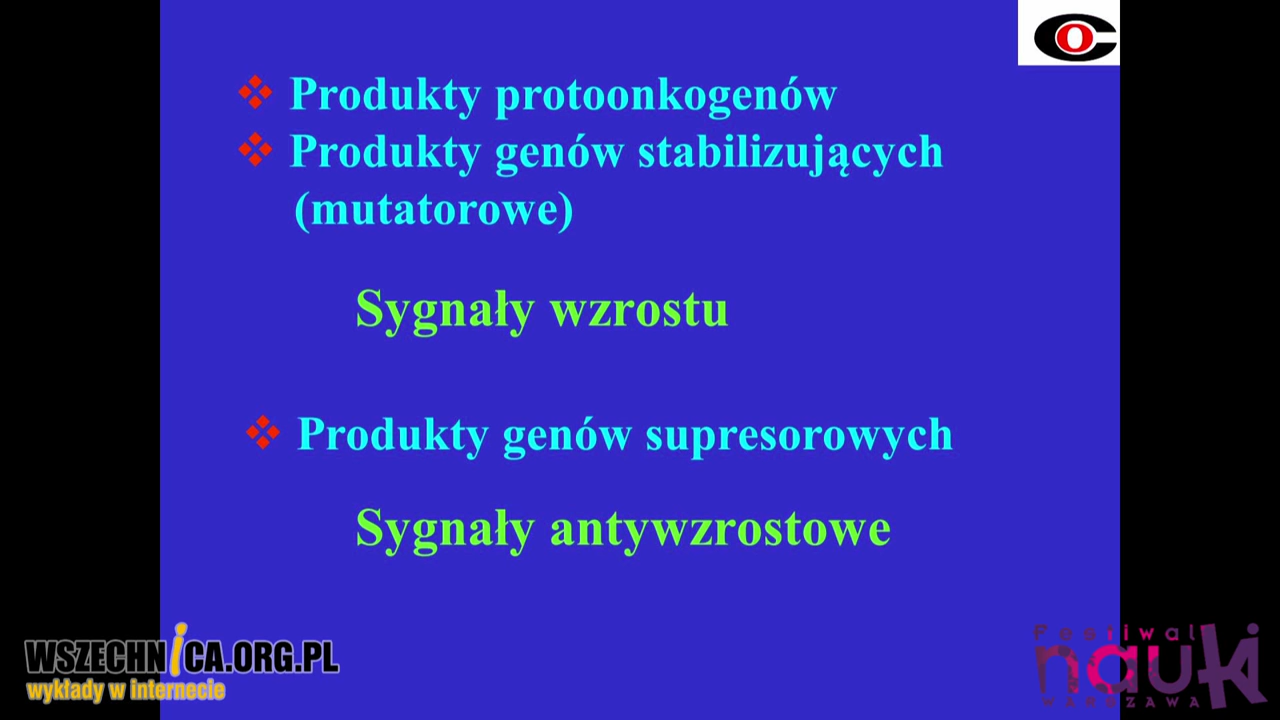 Produkty protoonkogenów
Produkty genów stabilizujących
(mutatorowe)
Sygnały wzrostu
Produkty genów supresorowych
Sygnały antywzrostowe
WSZECHNICA.ORG.PL
wykłady w internecie
Festiwal
nauki
WARSZAWA